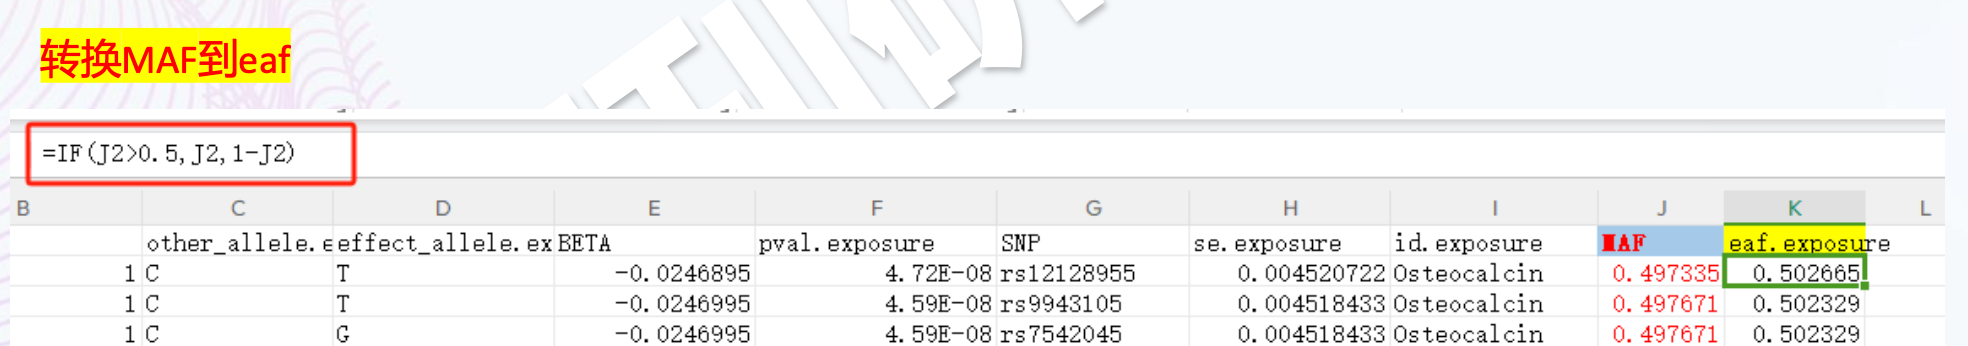 转换MAF到eaf
=IF(J2>0.5,J2,1-J2)
B C D E F G H I J K L
other_allele.e effect_allele.ex BETA pval.exposure SNP se.exposure id.exposure MAF eaf.exposure
1 C T -0.0246895 4.72E-08 rs12128955 0.004520722 Osteocalcin 0.497335 0.502665
1 C T -0.0246995 4.59E-08 rs9943105 0.004518433 Osteocalcin 0.497671 0.502329
1 C G -0.0246995 4.59E-08 rs7542045 0.004518433 Osteocalcin 0.497671 0.502329